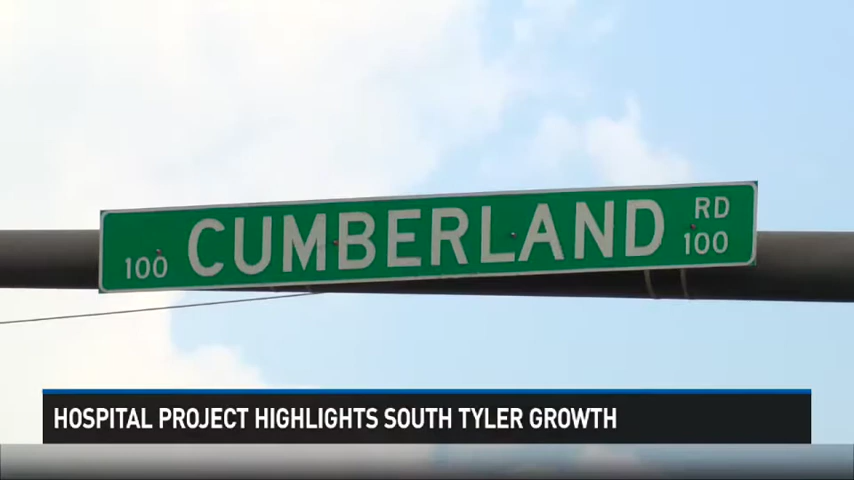 100 CUMBERLAND RD 100
HOSPITAL PROJECT HIGHLIGHTS SOUTH TYLER GROWTH